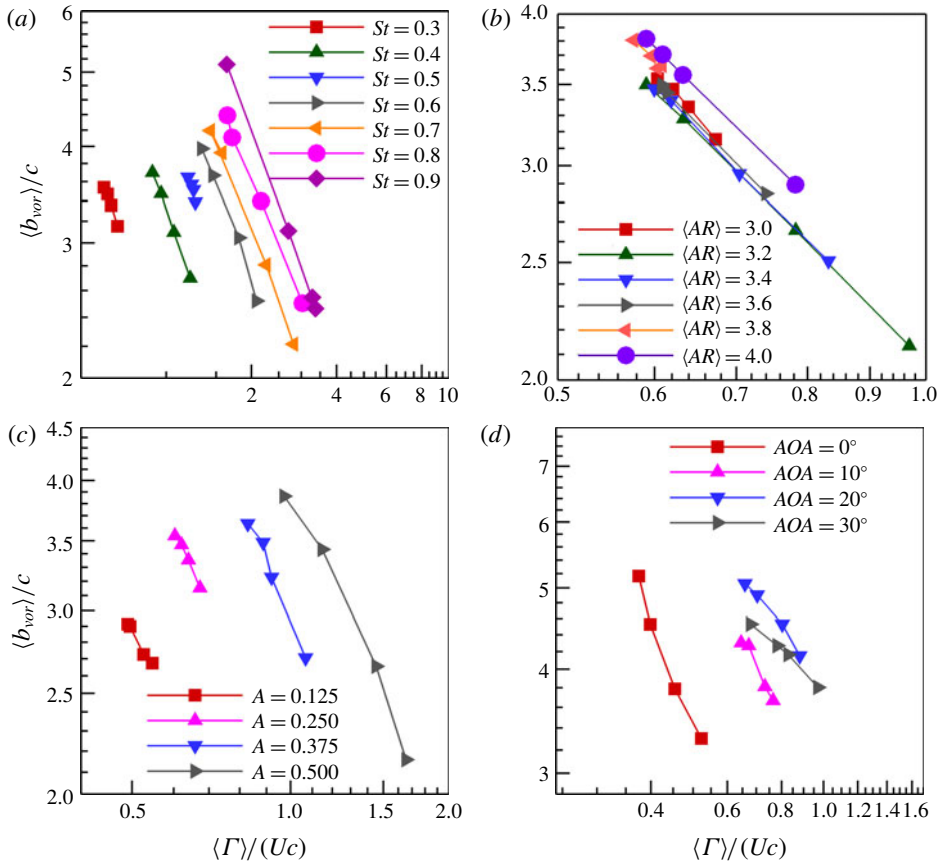 (a)
6
5
4
3
2
⟨b_vor⟩/c
2
4
6
8
10
St = 0.3
St = 0.4
St = 0.5
St = 0.6
St = 0.7
St = 0.8
St = 0.9
(b)
4.0
3.5
3.0
2.5
2.0
0.5
0.6
0.7
0.8
0.9
1.0
⟨AR⟩ = 3.0
⟨AR⟩ = 3.2
⟨AR⟩ = 3.4
⟨AR⟩ = 3.6
⟨AR⟩ = 3.8
⟨AR⟩ = 4.0
(c)
4.5
4.0
3.5
3.0
2.5
2.0
⟨b_vor⟩/c
A = 0.125
A = 0.250
A = 0.375
A = 0.500
0.5
1.0
1.5
2.0
⟨Γ⟩/(Uc)
(d)
7
6
5
4
3
AOA = 0°
AOA = 10°
AOA = 20°
AOA = 30°
0.4
0.6
0.8
1.0
1.2
1.4
1.6
⟨Γ⟩/(Uc)